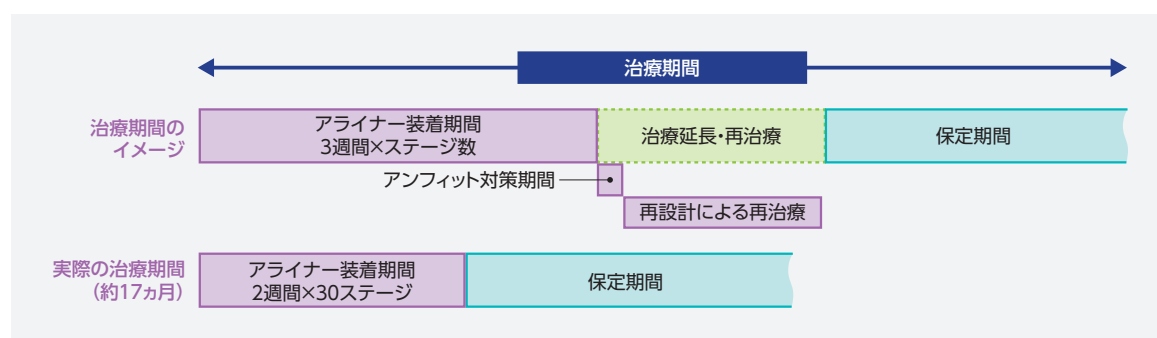 治療期間
治療期間の
イメージ
アライナー装着期間
3週間×ステージ数
治療延長・再治療
保定期間
アンフィット対策期間
再設計による再治療
実際の治療期間
（約17ヵ月）
アライナー装着期間
2週間×30ステージ
保定期間